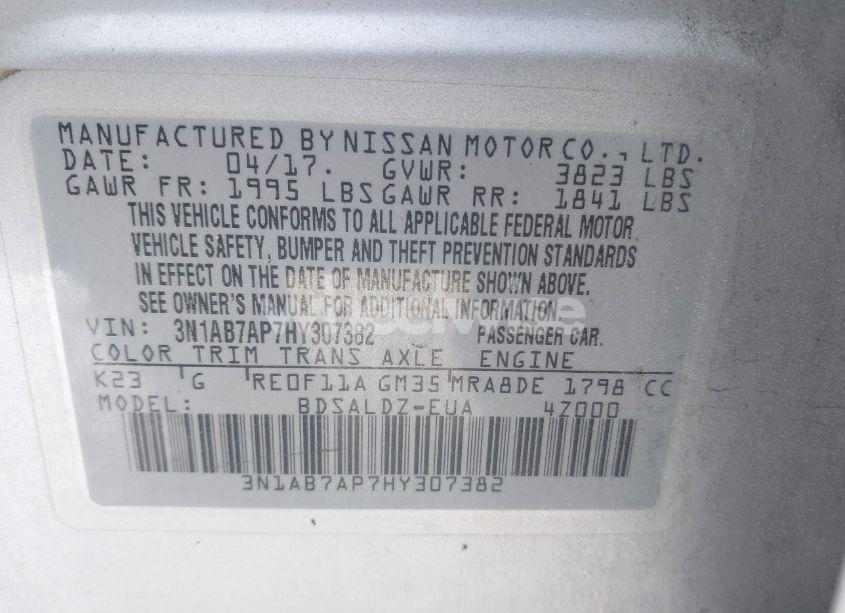 MANUFACTURED BY NISSAN MOTOR CO., LTD.
DATE: 04/17. GVWR: 3823 LBS
GAWR FR: 1995 LBS GAWR RR: 1841 LBS
THIS VEHICLE CONFORMS TO ALL APPLICABLE FEDERAL MOTOR
VEHICLE SAFETY, BUMPER AND THEFT PREVENTION STANDARDS
IN EFFECT ON THE DATE OF MANUFACTURE SHOWN ABOVE.
SEE OWNER'S MANUAL FOR ADDITIONAL INFORMATION.
VIN: 3N1AB7AP7HY307382 PASSENGER CAR.
COLOR TRIM TRANS AXLE ENGINE
K23 G RE0F11A GM35 MRA8DE 1798 CC
MODEL: BDSALDZ-EUA 4Z000
3N1AB7AP7HY307382